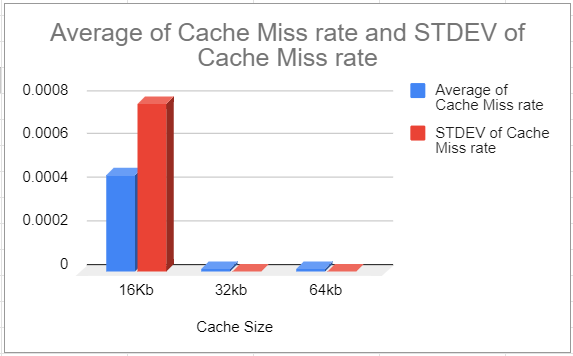 Average of Cache Miss rate and STDEV of
Cache Miss rate
0.0008
0.0006
0.0004
0.0002
0
16Kb
32kb
64kb
Cache Size
Average of
Cache Miss rate
STDEV of Cache
Miss rate